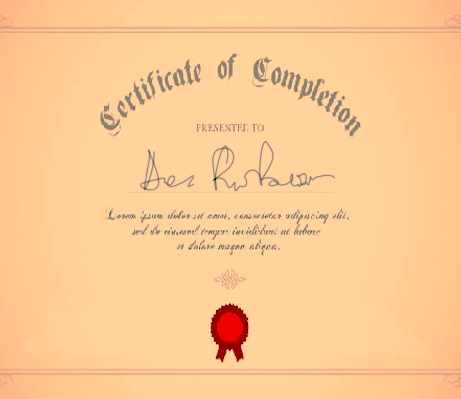 Certificate of Completion
PRESENTED TO
Lorem ipsum dolor sit amet, consectetur adipiscing elit,
sed do eiusmod tempor incididunt ut labore
et dolore magna aliqua.